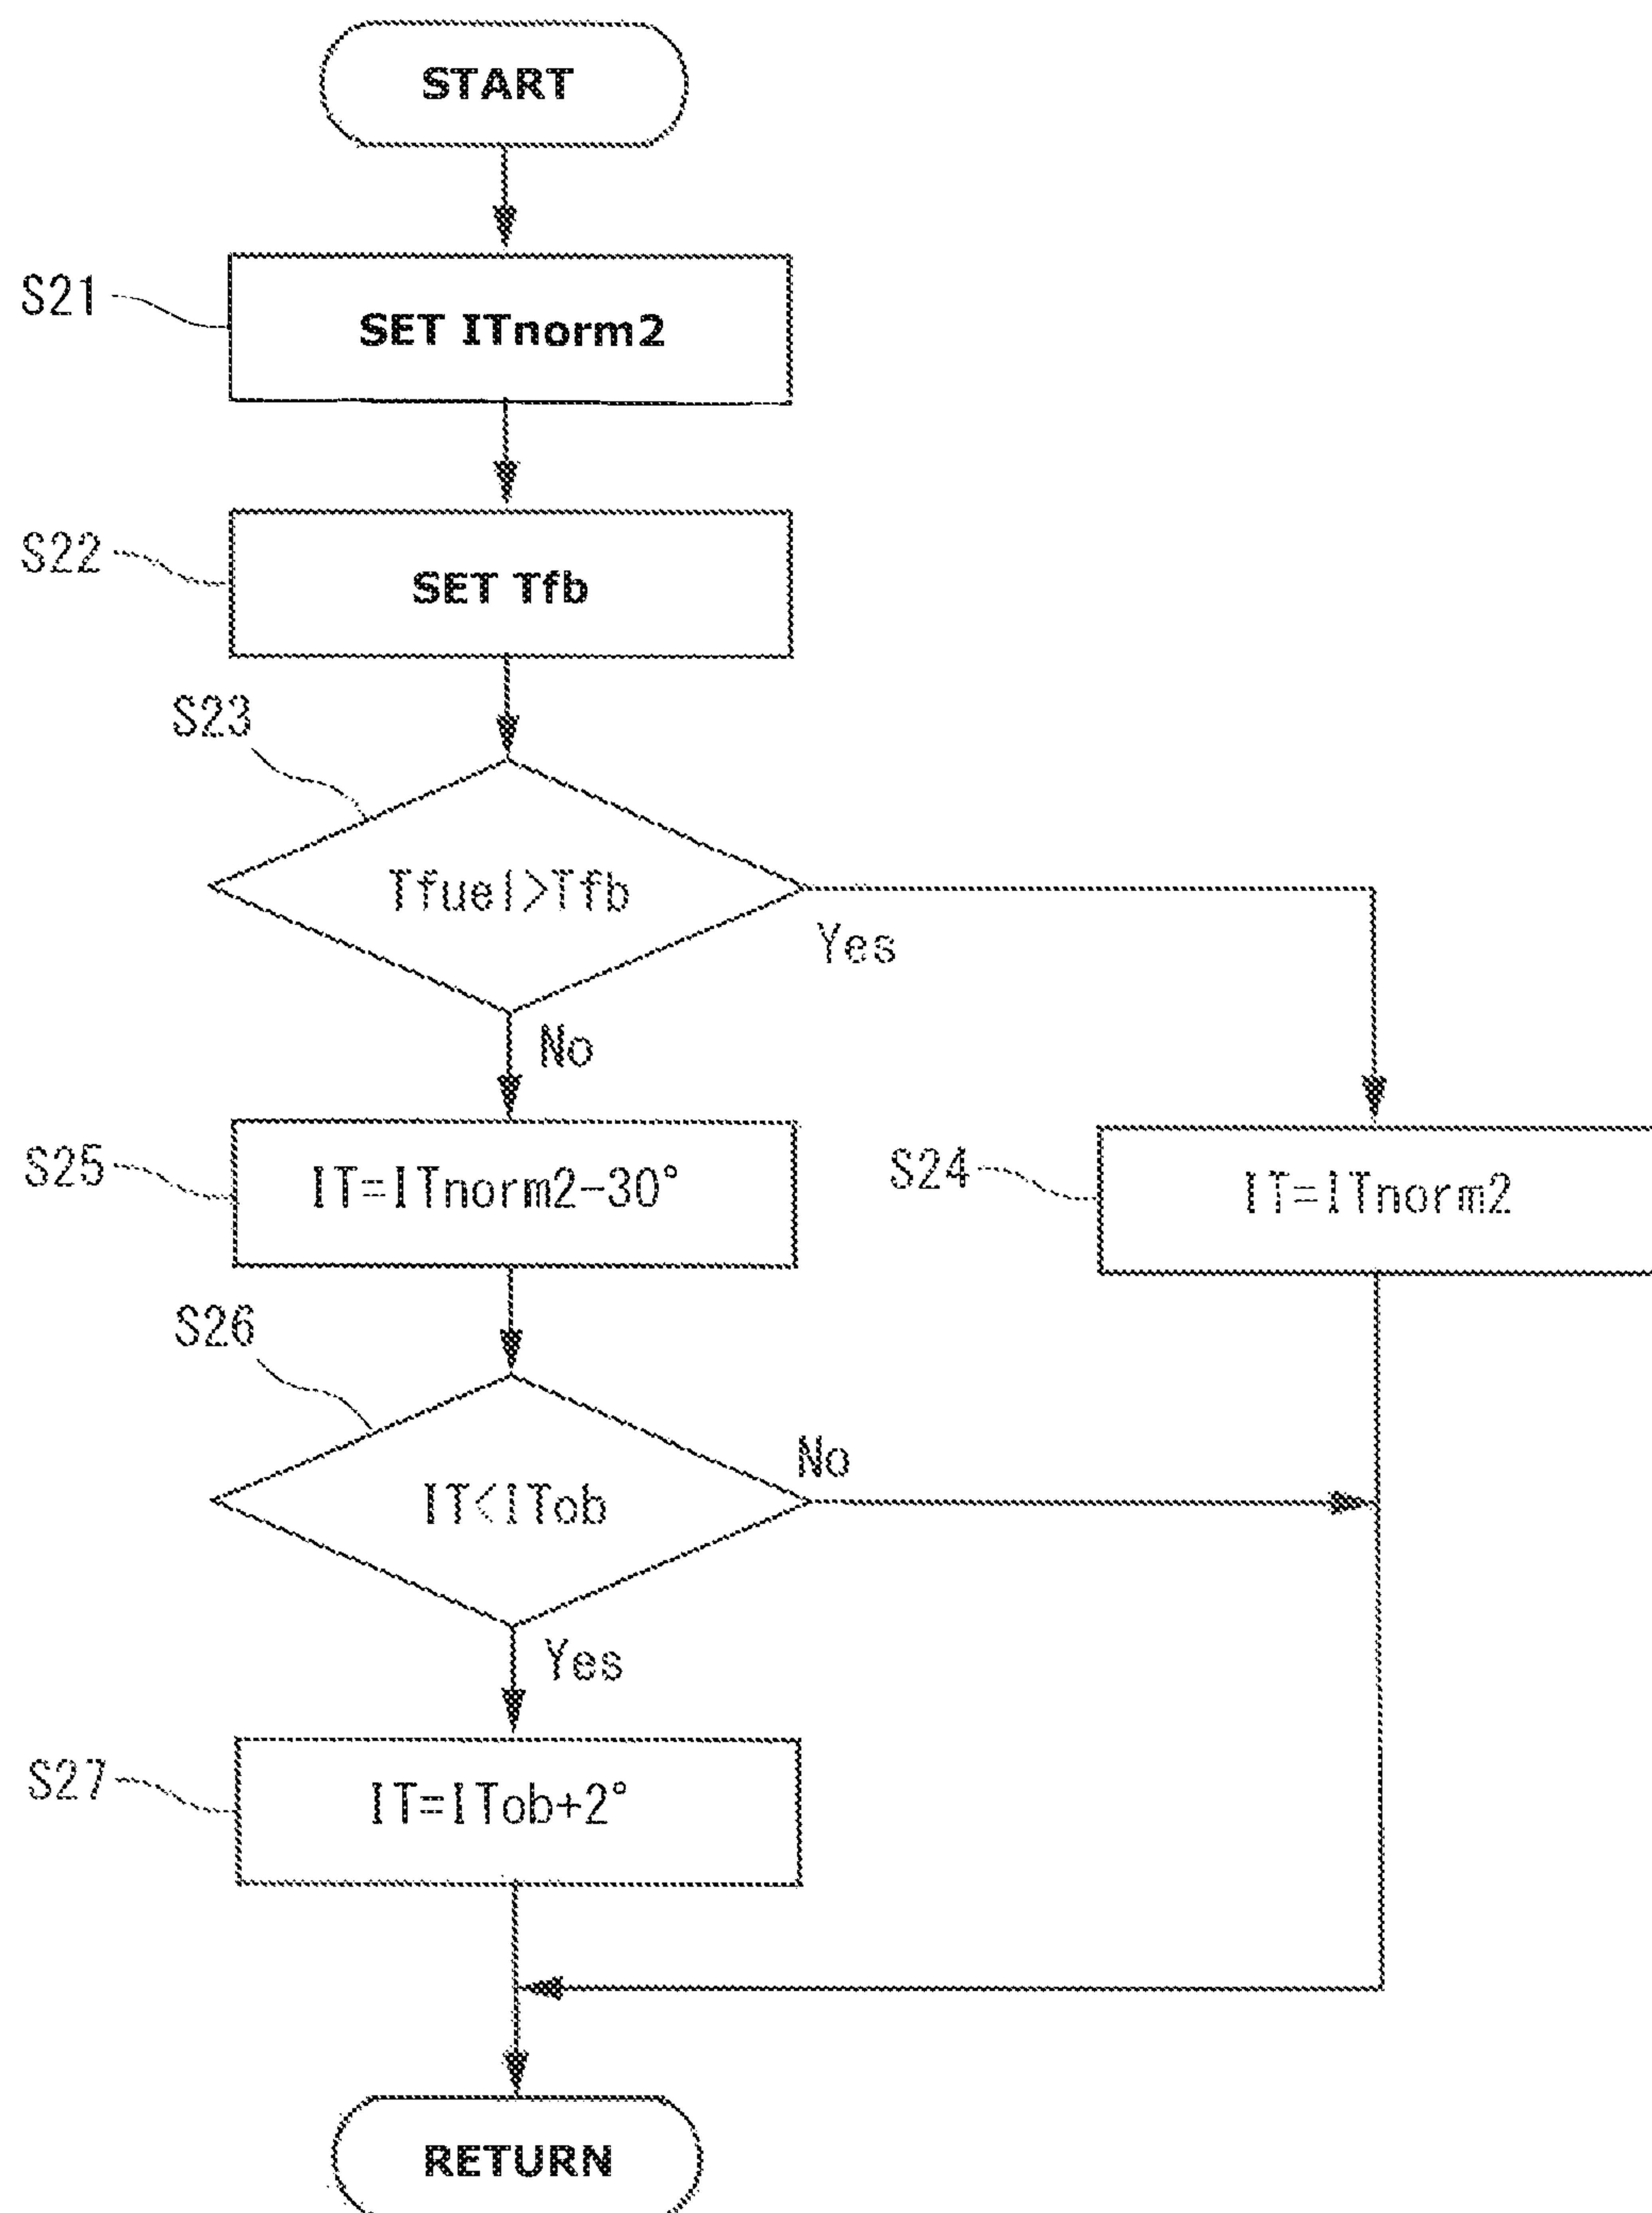 START
S21
SET ITnorm2
S22
SET Tfb
S23
Tfuel>Tfb
Yes
No
S25
IT=ITnorm2-30°
S24
IT=ITnorm2
S26
No
IT<ITob
Yes
S27
IT=ITob+2°
RETURN